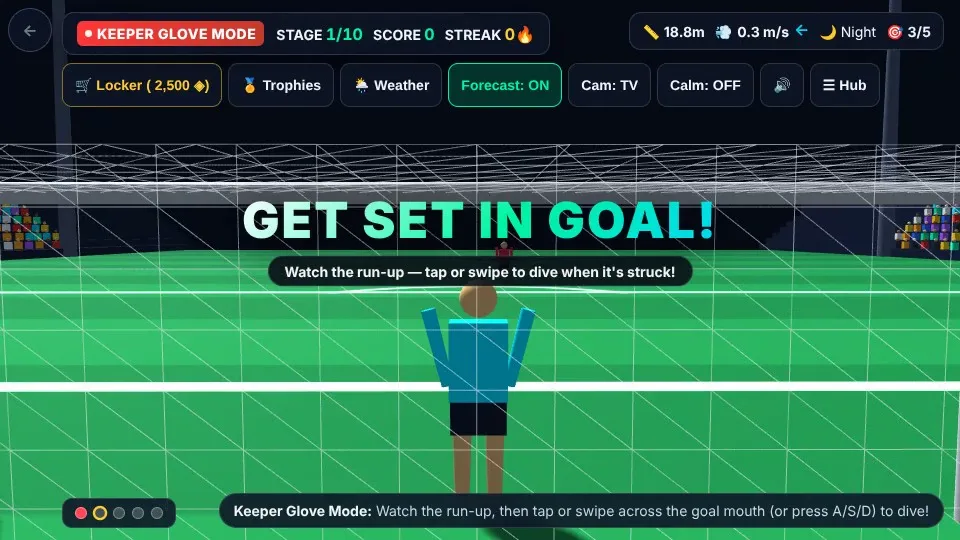 KEEPER GLOVE MODE STAGE 1/10 SCORE 0 STREAK 0🔥
📏 18.8m 💨 0.3 m/s ← 🌙 Night 🎯 3/5
🛒 Locker ( 2,500 ◈) 🏅 Trophies 🌦 Weather Forecast: ON Cam: TV Calm: OFF 🔊 ☰ Hub
GET SET IN GOAL!
Watch the run-up — tap or swipe to dive when it's struck!
Keeper Glove Mode: Watch the run-up, then tap or swipe across the goal mouth (or press A/S/D) to dive!